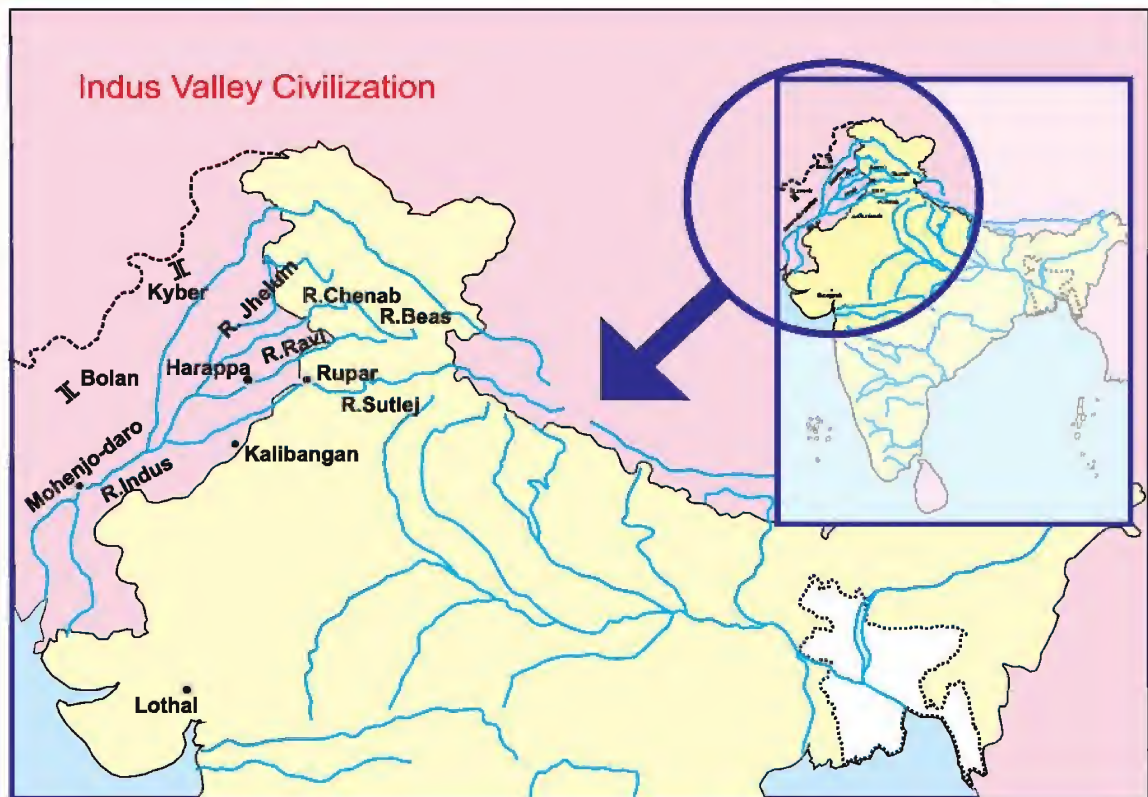 Indus Valley Civilization
Kyber
R. Jhelum
R.Chenab
R.Beas
R.Ravi
Harappa
Bolan
Rupar
R.Sutlej
Kalibangan
Mohenjo-daro
R.Indus
Lothal